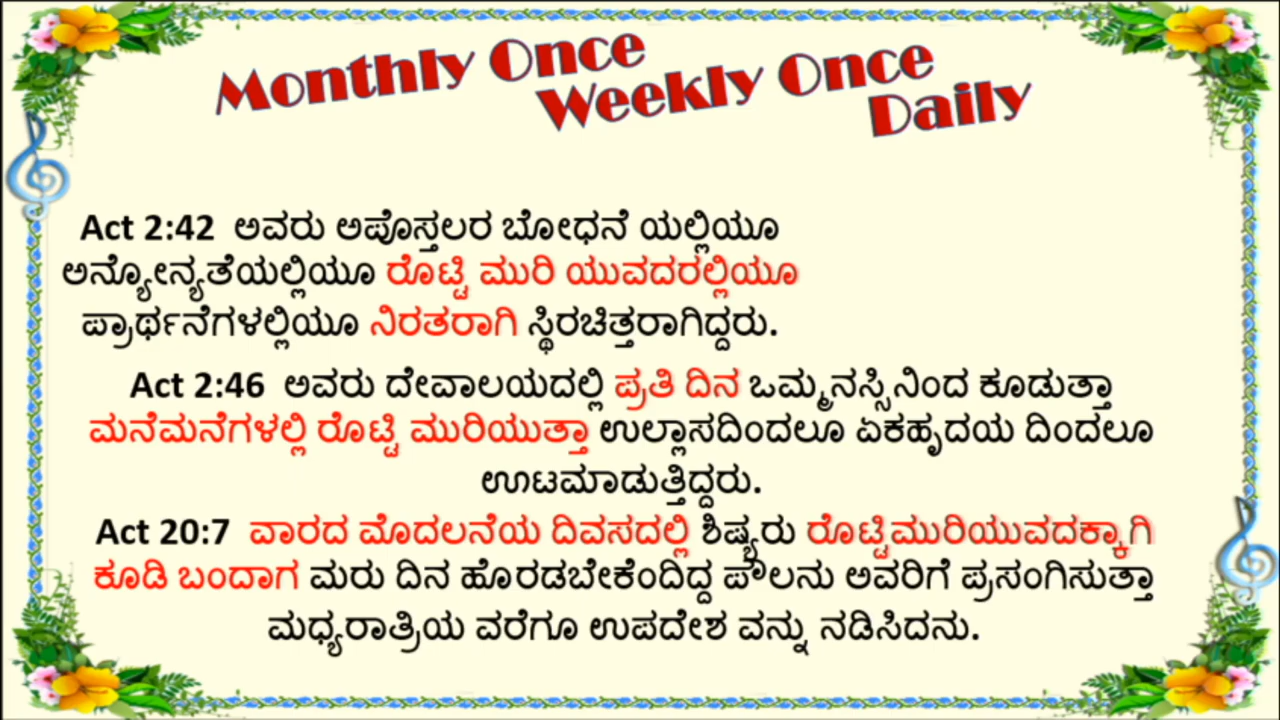 Monthly Once
Weekly Once
Daily
Act 2:42 ಅವರು ಅಪೊಸ್ತಲರ ಬೋಧನೆ ಯಲ್ಲಿಯೂ
ಅನ್ಯೋನ್ಯತೆಯಲ್ಲಿಯೂ ರೊಟ್ಟಿ ಮುರಿ ಯುವದರಲ್ಲಿಯೂ
ಪ್ರಾರ್ಥನೆಗಳಲ್ಲಿಯೂ ನಿರತರಾಗಿ ಸ್ಥಿರಚಿತ್ತರಾಗಿದ್ದರು.
Act 2:46 ಅವರು ದೇವಾಲಯದಲ್ಲಿ ಪ್ರತಿ ದಿನ ಒಮ್ಮನಸ್ಸಿನಿಂದ ಕೂಡುತ್ತಾ
ಮನೆಮನೆಗಳಲ್ಲಿ ರೊಟ್ಟಿ ಮುರಿಯುತ್ತಾ ಉಲ್ಲಾಸದಿಂದಲೂ ಏಕಹೃದಯ ದಿಂದಲೂ
ಊಟಮಾಡುತ್ತಿದ್ದರು.
Act 20:7 ವಾರದ ಮೊದಲನೆಯ ದಿವಸದಲ್ಲಿ ಶಿಷ್ಯರು ರೊಟ್ಟಿಮುರಿಯುವದಕ್ಕಾಗಿ
ಕೂಡಿ ಬಂದಾಗ ಮರು ದಿನ ಹೊರಡಬೇಕೆಂದಿದ್ದ ಪೌಲನು ಅವರಿಗೆ ಪ್ರಸಂಗಿಸುತ್ತಾ
ಮಧ್ಯರಾತ್ರಿಯ ವರೆಗೂ ಉಪದೇಶ ವನ್ನು ನಡಿಸಿದನು.